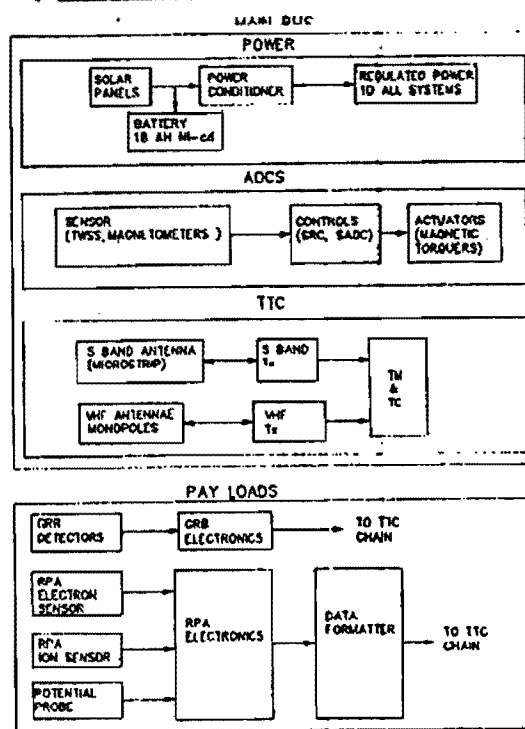 MAIN BUS
POWER
SOLAR
PANELS
POWER
CONDITIONER
REGULATED POWER
TO ALL SYSTEMS
BATTERY
18 AH Ni-cd
ADCS
SENSOR
(TWSS, MAGNETOMETERS )
CONTROLS
(SRC, SADC)
ACTUATORS
(MAGNETIC
TORQUERS)
TTC
S BAND ANTENNA
(MICROSTRIP)
S BAND
Tx
TM
&
TC
VHF ANTENNAE
MONOPOLES
VHF
Tx
PAY LOADS
GRB
DETECTORS
GRB
ELECTRONICS
TO TTC
CHAIN
RPA
ELECTRON
SENSOR
RPA
ION SENSOR
POTENTIAL
PROBE
RPA
ELECTRONICS
DATA
FORMATTER
TO TTC
CHAIN